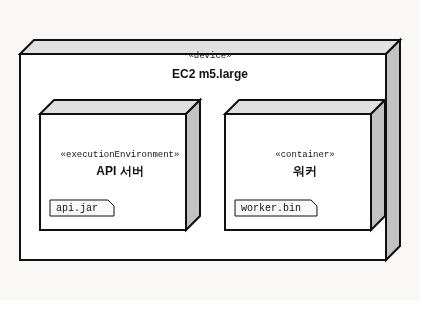 «device»
EC2 m5.large
«executionEnvironment»
API 서버
api.jar
«container»
워커
worker.bin